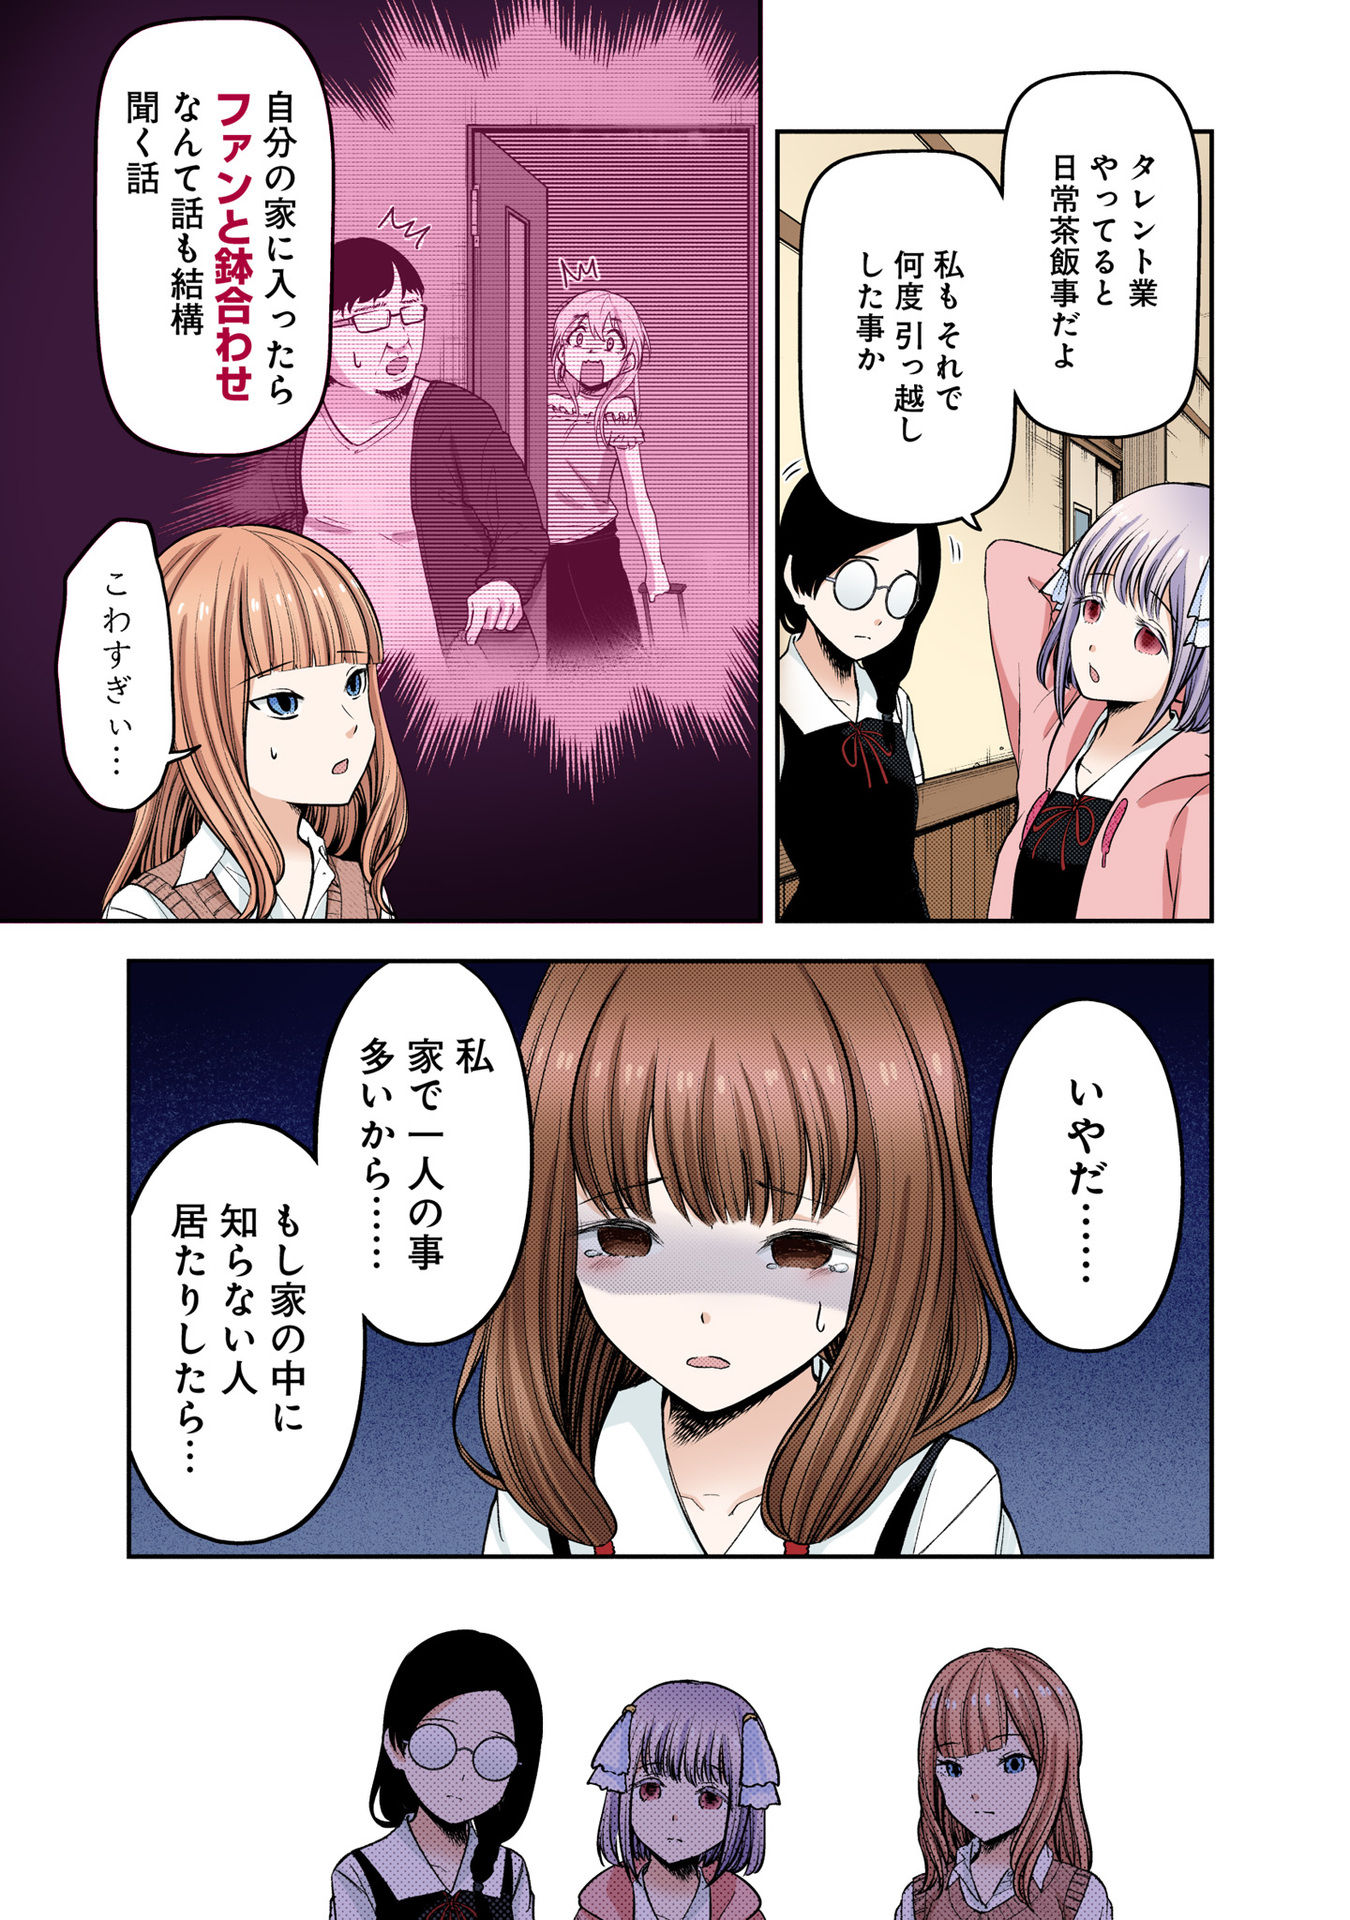 タレント業
やってると
日常茶飯事だよ
私もそれで
何度引っ越し
した事か
自分の家に入ったら
ファンと鉢合わせ
なんて話も結構
聞く話
こわすぎぃ…
いやだ……
私
家で一人の事
多いから……
もし家の中に
知らない人
居たりしたら…